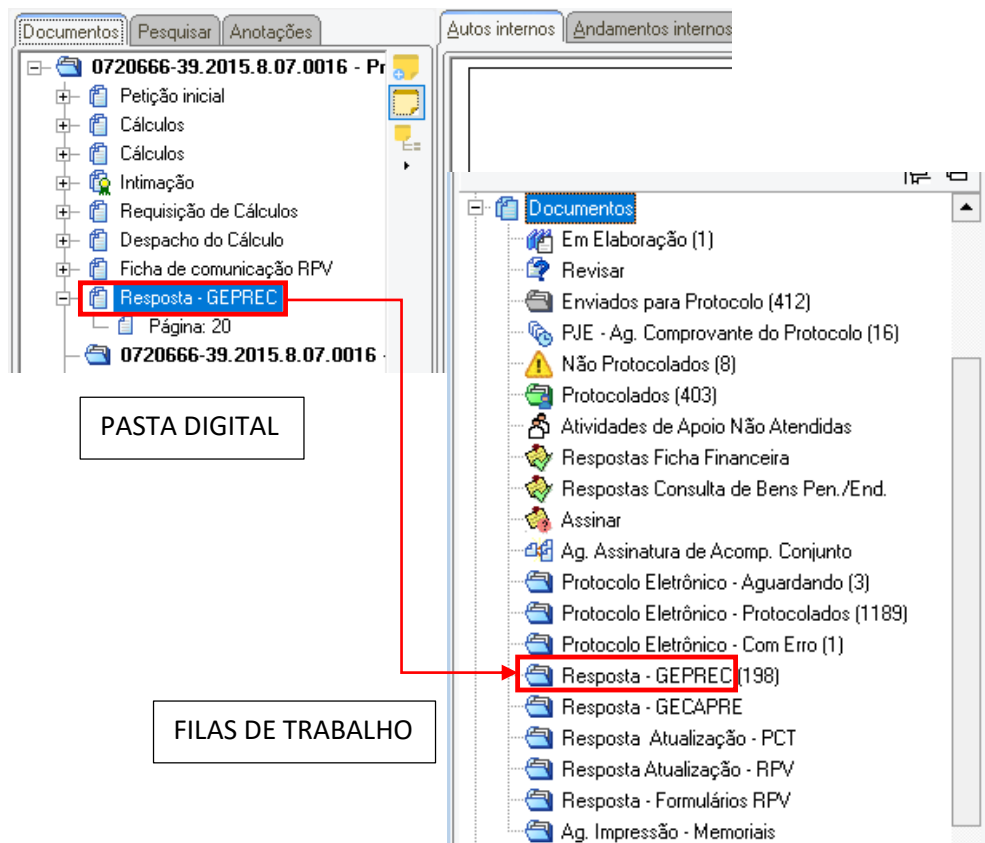 Documentos Pesquisar Anotações
0720666-39.2015.8.07.0016 - Pr
Petição inicial
Cálculos
Cálculos
Intimação
Requisição de Cálculos
Despacho do Cálculo
Ficha de comunicação RPV
Resposta - GEPREC
Página: 20
0720666-39.2015.8.07.0016 -
PASTA DIGITAL
FILAS DE TRABALHO
Autos internos Andamentos internos
Documentos
Em Elaboração (1)
Revisar
Enviados para Protocolo (412)
PJE - Ag. Comprovante do Protocolo (16)
Não Protocolados (8)
Protocolados (403)
Atividades de Apoio Não Atendidas
Respostas Ficha Financeira
Respostas Consulta de Bens Pen./End.
Assinar
Ag. Assinatura de Acomp. Conjunto
Protocolo Eletrônico - Aguardando (3)
Protocolo Eletrônico - Protocolados (1189)
Protocolo Eletrônico - Com Erro (1)
Resposta - GEPREC (198)
Resposta - GECAPRE
Resposta Atualização - PCT
Resposta Atualização - RPV
Resposta - Formulários RPV
Ag. Impressão - Memoriais